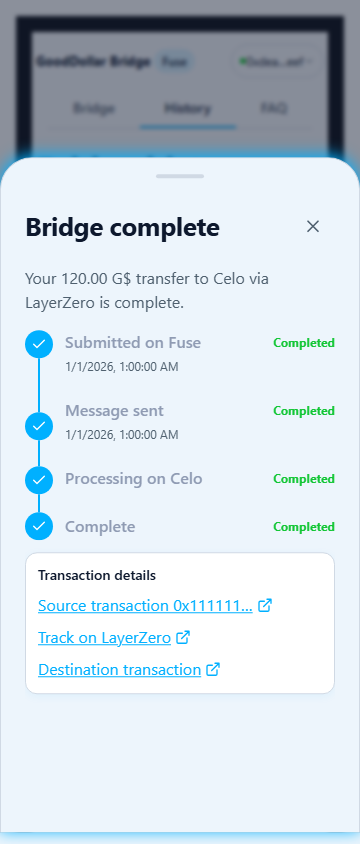 GoodDollar Bridge Fuse
Bridge History FAQ
Bridge complete
Your 120.00 G$ transfer to Celo via
LayerZero is complete.
Submitted on Fuse Completed
1/1/2026, 1:00:00 AM
Message sent Completed
1/1/2026, 1:00:00 AM
Processing on Celo Completed
Complete Completed
Transaction details
Source transaction 0x111111...
Track on LayerZero
Destination transaction